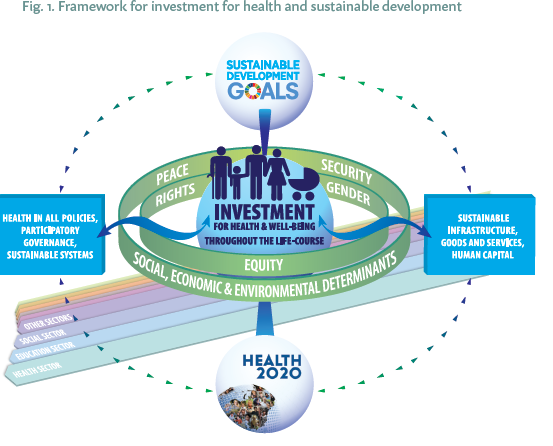 Fig. 1. Framework for investment for health and sustainable development
SUSTAINABLE
DEVELOPMENT
GOALS
PEACE
SECURITY
RIGHTS
GENDER
INVESTMENT
FOR HEALTH & WELL-BEING
THROUGHOUT THE LIFE-COURSE
HEALTH IN ALL POLICIES,
PARTICIPATORY
GOVERNANCE,
SUSTAINABLE SYSTEMS
SUSTAINABLE
INFRASTRUCTURE,
GOODS AND SERVICES,
HUMAN CAPITAL
EQUITY
SOCIAL, ECONOMIC & ENVIRONMENTAL DETERMINANTS
OTHER SECTORS
SOCIAL SECTOR
EDUCATION SECTOR
HEALTH SECTOR
HEALTH
2020